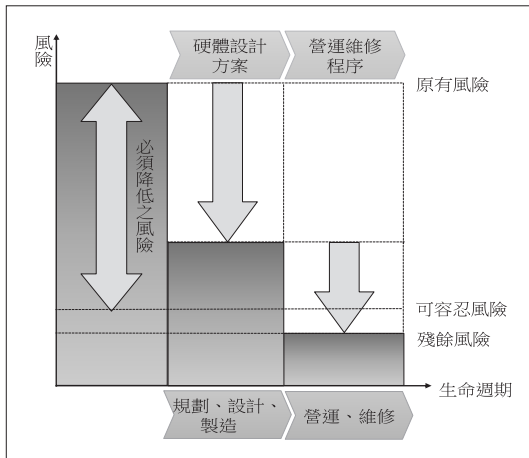 風
險
硬體設計
方案
營運維修
程序
原有風險
必須降低之風險
可容忍風險
殘餘風險
生命週期
規劃、設計、
製造
營運、維修